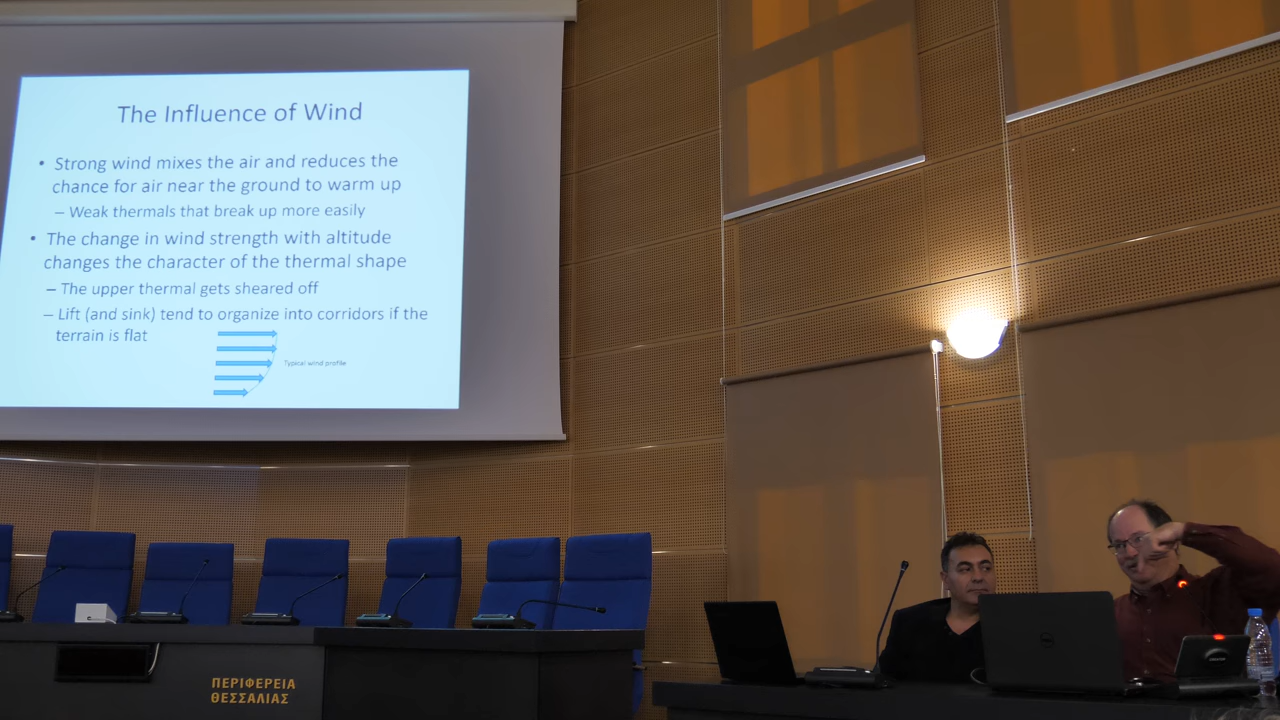 The Influence of Wind
• Strong wind mixes the air and reduces the
chance for air near the ground to warm up
– Weak thermals that break up more easily
• The change in wind strength with altitude
changes the character of the thermal shape
– The upper thermal gets sheared off
– Lift (and sink) tend to organize into corridors if the
terrain is flat
Typical wind profile
ΠΕΡΙΦΕΡΕΙΑ
ΘΕΣΣΑΛΙΑΣ
DELL